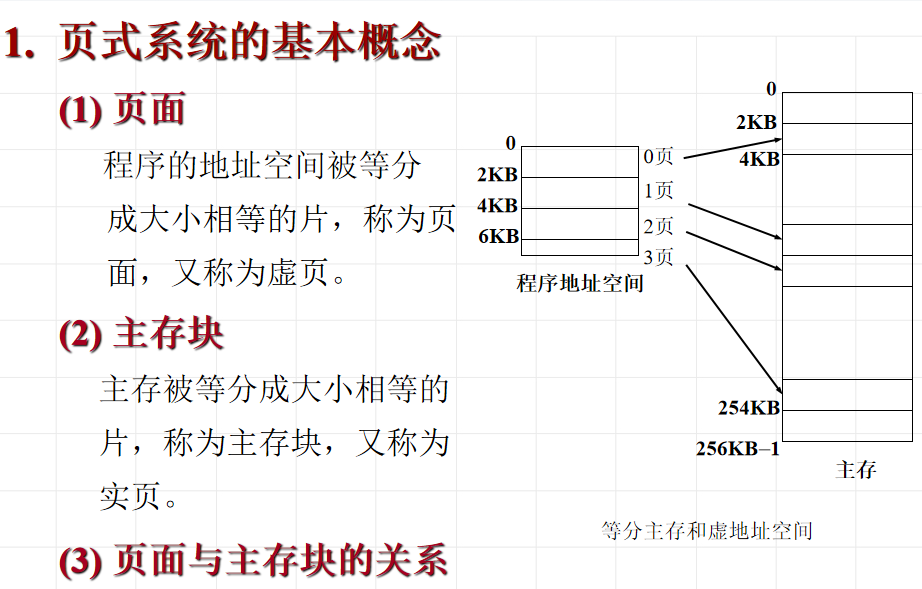 1. 页式系统的基本概念
(1) 页面
程序的地址空间被等分
成大小相等的片，称为页
面，又称为虚页。
(2) 主存块
主存被等分成大小相等的
片，称为主存块，又称为
实页。
(3) 页面与主存块的关系
0
2KB
4KB
6KB
0页
1页
2页
3页
程序地址空间
0
2KB
4KB
254KB
256KB–1
主存
等分主存和虚地址空间